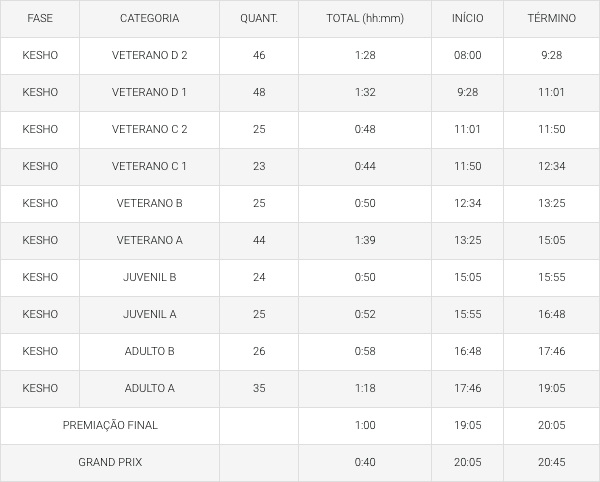 FASE CATEGORIA QUANT. TOTAL (hh:mm) INÍCIO TÉRMINO
KESHO VETERANO D 2 46 1:28 08:00 9:28
KESHO VETERANO D 1 48 1:32 9:28 11:01
KESHO VETERANO C 2 25 0:48 11:01 11:50
KESHO VETERANO C 1 23 0:44 11:50 12:34
KESHO VETERANO B 25 0:50 12:34 13:25
KESHO VETERANO A 44 1:39 13:25 15:05
KESHO JUVENIL B 24 0:50 15:05 15:55
KESHO JUVENIL A 25 0:52 15:55 16:48
KESHO ADULTO B 26 0:58 16:48 17:46
KESHO ADULTO A 35 1:18 17:46 19:05
PREMIAÇÃO FINAL 1:00 19:05 20:05
GRAND PRIX 0:40 20:05 20:45